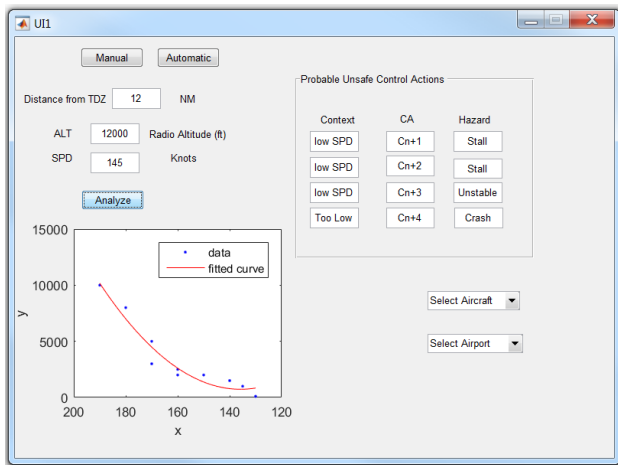 UI1
Manual Automatic
Distance from TDZ 12 NM
ALT 12000 Radio Altitude (ft)
SPD 145 Knots
Analyze
Probable Unsafe Control Actions
Context CA Hazard
low SPD Cn+1 Stall
low SPD Cn+2 Stall
low SPD Cn+3 Unstable
Too Low Cn+4 Crash
Select Aircraft
Select Airport
15000
10000
5000
0
y
data
fitted curve
200 180 160 140 120
x